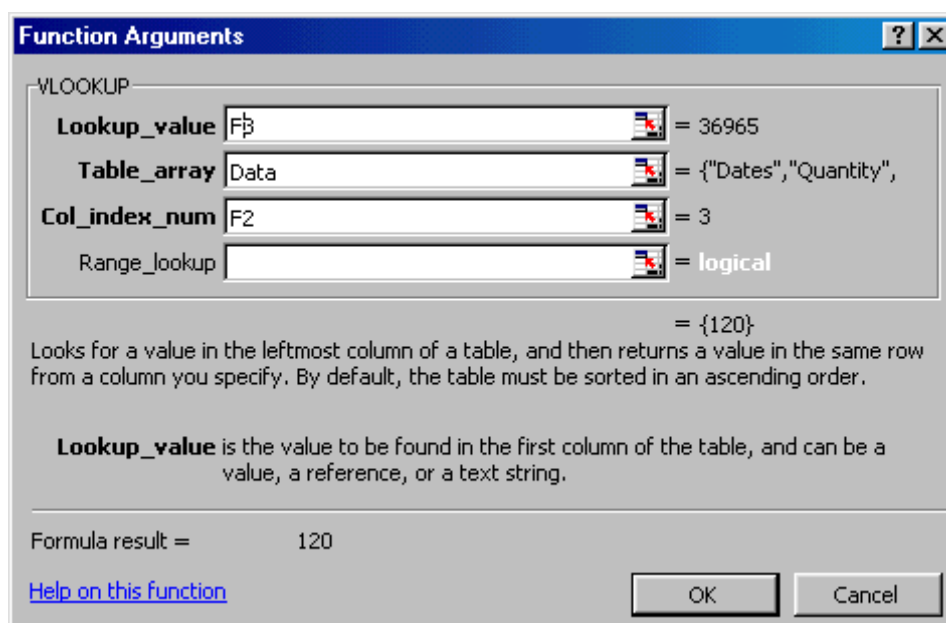 Function Arguments
VLOOKUP
Lookup_value F3 = 36965
Table_array Data = {"Dates","Quantity",
Col_index_num F2 = 3
Range_lookup = logical
= {120}
Looks for a value in the leftmost column of a table, and then returns a value in the same row
from a column you specify. By default, the table must be sorted in an ascending order.
Lookup_value is the value to be found in the first column of the table, and can be a
value, a reference, or a text string.
Formula result = 120
Help on this function OK Cancel